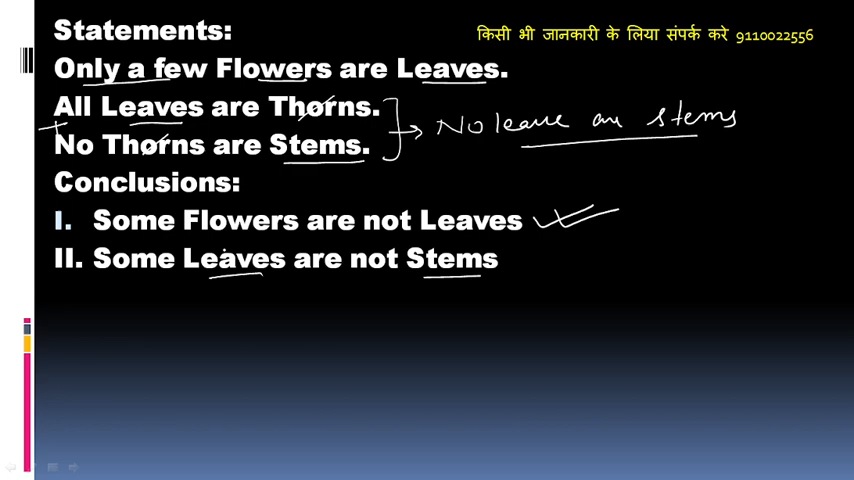 Statements:
किसी भी जानकारी के लिया संपर्क करे 9110022556
Only a few Flowers are Leaves.
All Leaves are Thorns.
No Thorns are Stems.
No leave are stems
Conclusions:
I. Some Flowers are not Leaves
II. Some Leaves are not Stems